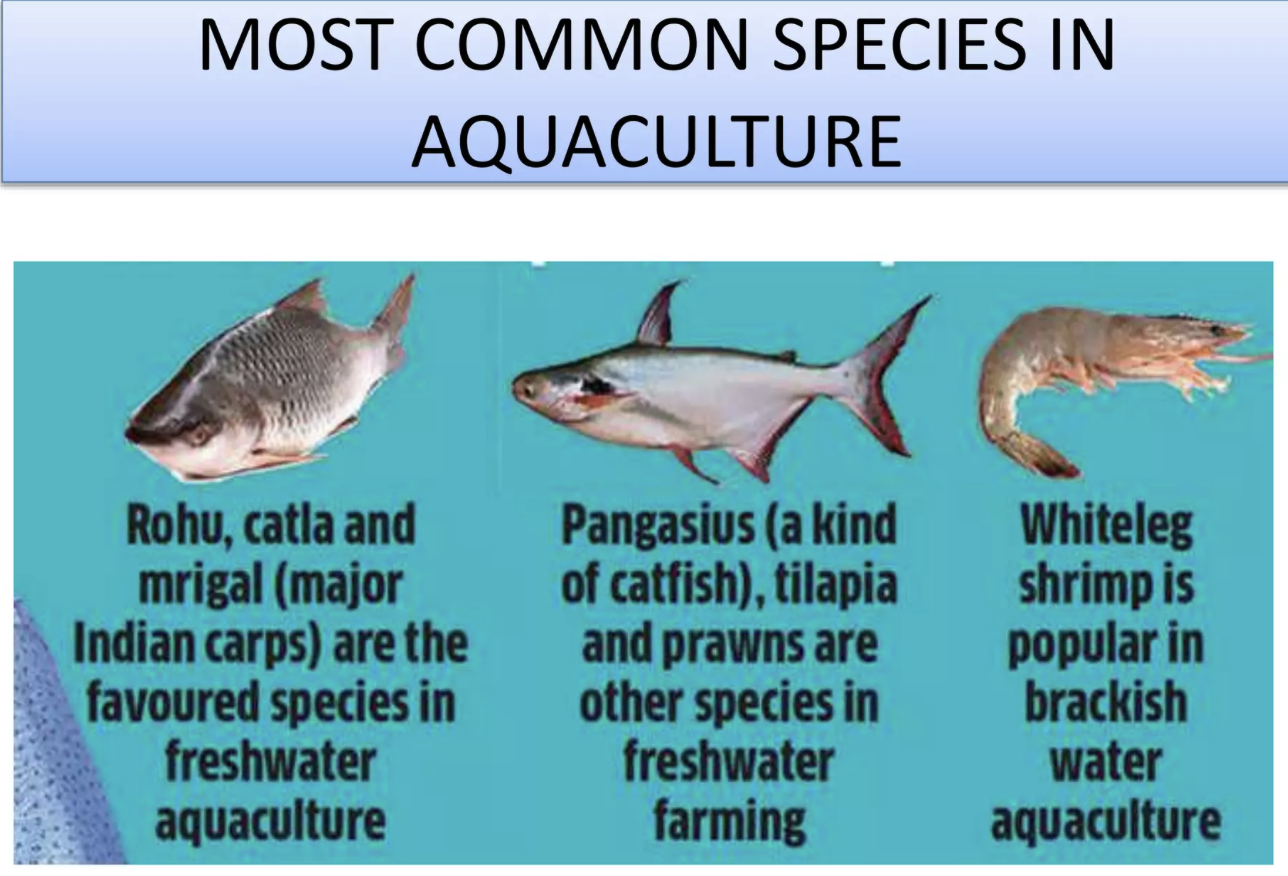 MOST COMMON SPECIES IN
AQUACULTURE
Rohu, catla and
mrigal (major
Indian carps) are the
favoured species in
freshwater
aquaculture
Pangasius (a kind
of catfish), tilapia
and prawns are
other species in
freshwater
farming
Whiteleg
shrimp is
popular in
brackish
water
aquaculture